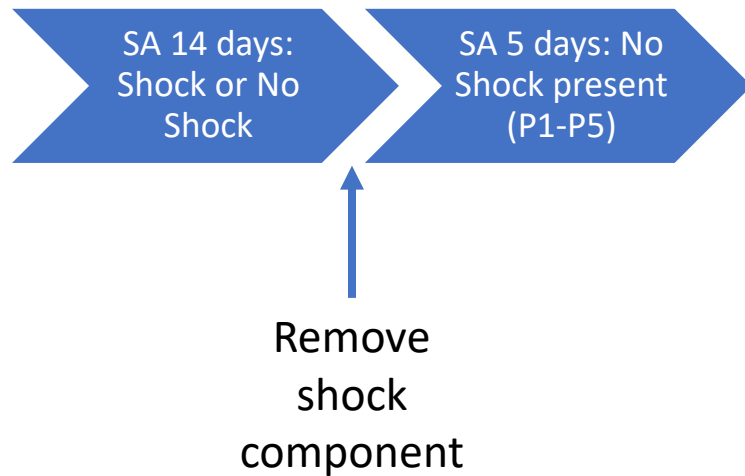 SA 14 days:
Shock or No
Shock
SA 5 days: No
Shock present
(P1-P5)
Remove
shock
component